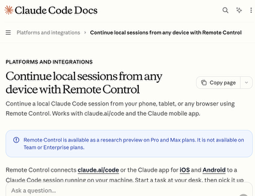 Claude Code Docs
Platforms and integrations > Continue local sessions from any device with Remote Control
PLATFORMS AND INTEGRATIONS
Continue local sessions from any
device with Remote Control
Copy page
Continue a local Claude Code session from your phone, tablet, or any browser using
Remote Control. Works with claude.ai/code and the Claude mobile app.
Remote Control is available as a research preview on Pro and Max plans. It is not available on
Team or Enterprise plans.
Remote Control connects claude.ai/code or the Claude app for iOS and Android to a
Claude Code session running on your machine. Start a task at your desk, then pick it up
Ask a question...